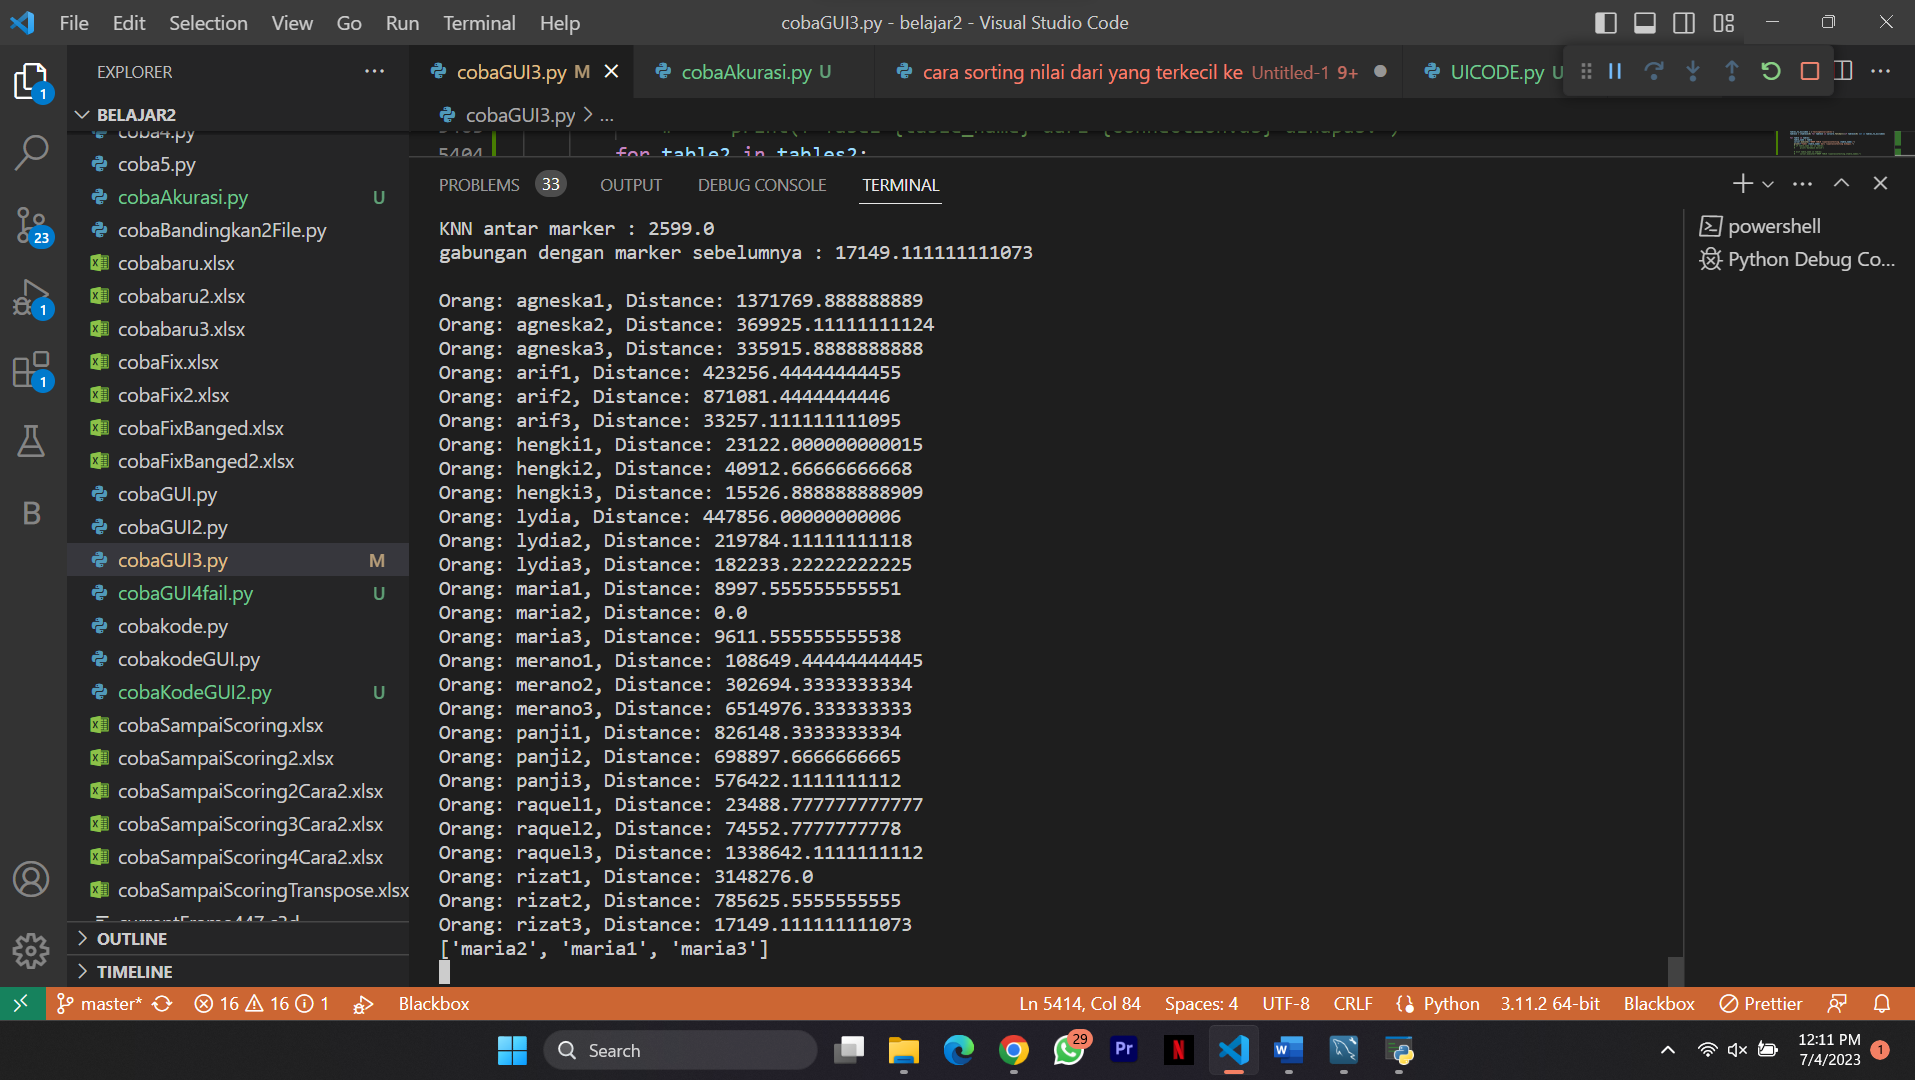 File Edit Selection View Go Run Terminal Help
cobaGUI3.py - belajar2 - Visual Studio Code
EXPLORER
cobaGUI3.py M
cobaAkurasi.py U
cara sorting nilai dari yang terkecil ke Untitled-1 9+
UICODE.py U
BELAJAR2
cobaGUI3.py > ...
coba4.py
coba5.py
cobaAkurasi.py U
cobaBandingkan2File.py
cobabaru.xlsx
cobabaru2.xlsx
cobabaru3.xlsx
cobaFix.xlsx
cobaFix2.xlsx
cobaFixBanged.xlsx
cobaFixBanged2.xlsx
cobaGUI.py
cobaGUI2.py
cobaGUI3.py M
cobaGUI4fail.py U
cobakode.py
cobakodeGUI.py
cobaKodeGUI2.py U
cobaSampaiScoring.xlsx
cobaSampaiScoring2.xlsx
cobaSampaiScoring2Cara2.xlsx
cobaSampaiScoring3Cara2.xlsx
cobaSampaiScoring4Cara2.xlsx
cobaSampaiScoringTranspose.xlsx
OUTLINE
TIMELINE
1
23
1
1
B
5404 for table2 in tables2:
PROBLEMS 33 OUTPUT DEBUG CONSOLE TERMINAL
powershell
Python Debug Co...
KNN antar marker : 2599.0
gabungan dengan marker sebelumnya : 17149.111111111073
Orang: agneska1, Distance: 1371769.888888889
Orang: agneska2, Distance: 369925.11111111124
Orang: agneska3, Distance: 335915.8888888888
Orang: arif1, Distance: 423256.44444444455
Orang: arif2, Distance: 871081.4444444446
Orang: arif3, Distance: 33257.111111111095
Orang: hengki1, Distance: 23122.000000000015
Orang: hengki2, Distance: 40912.66666666668
Orang: hengki3, Distance: 15526.888888888909
Orang: lydia, Distance: 447856.00000000006
Orang: lydia2, Distance: 219784.11111111118
Orang: lydia3, Distance: 182233.22222222225
Orang: maria1, Distance: 8997.555555555551
Orang: maria2, Distance: 0.0
Orang: maria3, Distance: 9611.555555555538
Orang: merano1, Distance: 108649.44444444445
Orang: merano2, Distance: 302694.3333333334
Orang: merano3, Distance: 6514976.333333333
Orang: panji1, Distance: 826148.3333333334
Orang: panji2, Distance: 698897.6666666665
Orang: panji3, Distance: 576422.1111111112
Orang: raquel1, Distance: 23488.777777777777
Orang: raquel2, Distance: 74552.7777777778
Orang: raquel3, Distance: 1338642.1111111112
Orang: rizat1, Distance: 3148276.0
Orang: rizat2, Distance: 785625.5555555555
Orang: rizat3, Distance: 17149.111111111073
['maria2', 'maria1', 'maria3']
master* 16 16 1 Blackbox
Ln 5414, Col 84 Spaces: 4 UTF-8 CRLF Python 3.11.2 64-bit Blackbox Prettier
Search
29
Pr
N
12:11 PM
7/4/2023
1